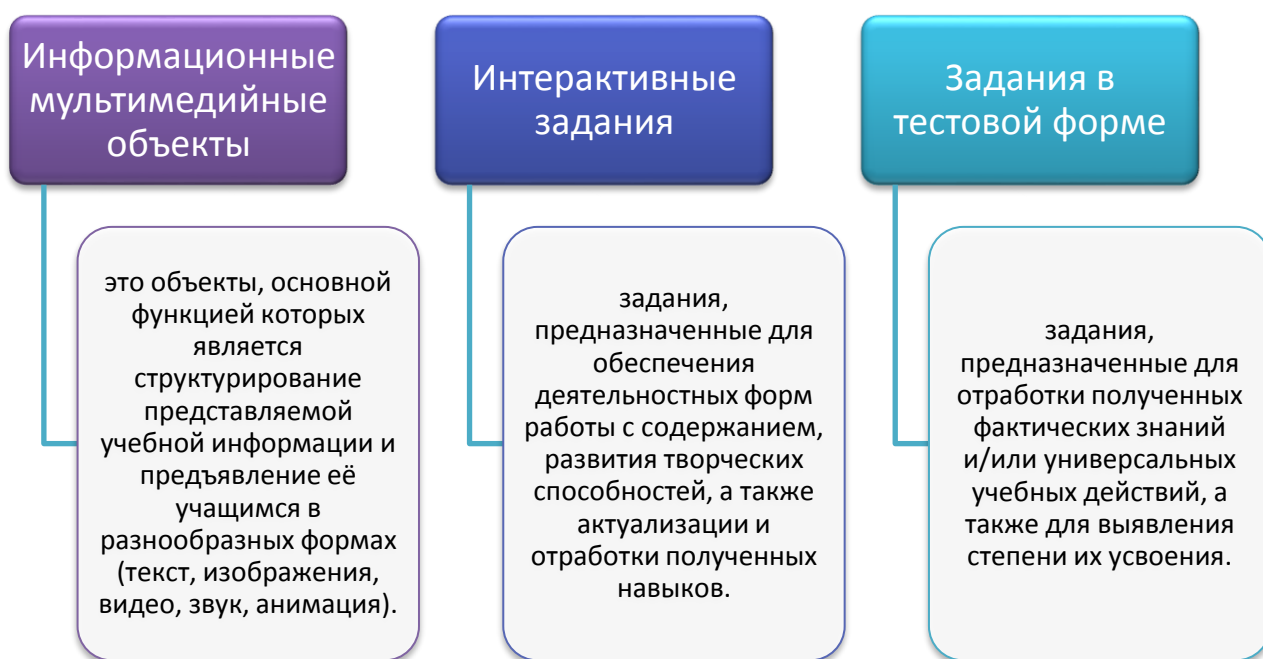 Информационные
мультимедийные
объекты
это объекты, основной
функцией которых
является
структурирование
представляемой
учебной информации и
предъявление её
учащимся в
разнообразных формах
(текст, изображения,
видео, звук, анимация).
Интерактивные
задания
задания,
предназначенные для
обеспечения
деятельностных форм
работы с содержанием,
развития творческих
способностей, а также
актуализации и
отработки полученных
навыков.
Задания в
тестовой форме
задания,
предназначенные для
отработки полученных
фактических знаний
и/или универсальных
учебных действий, а
также для выявления
степени их усвоения.